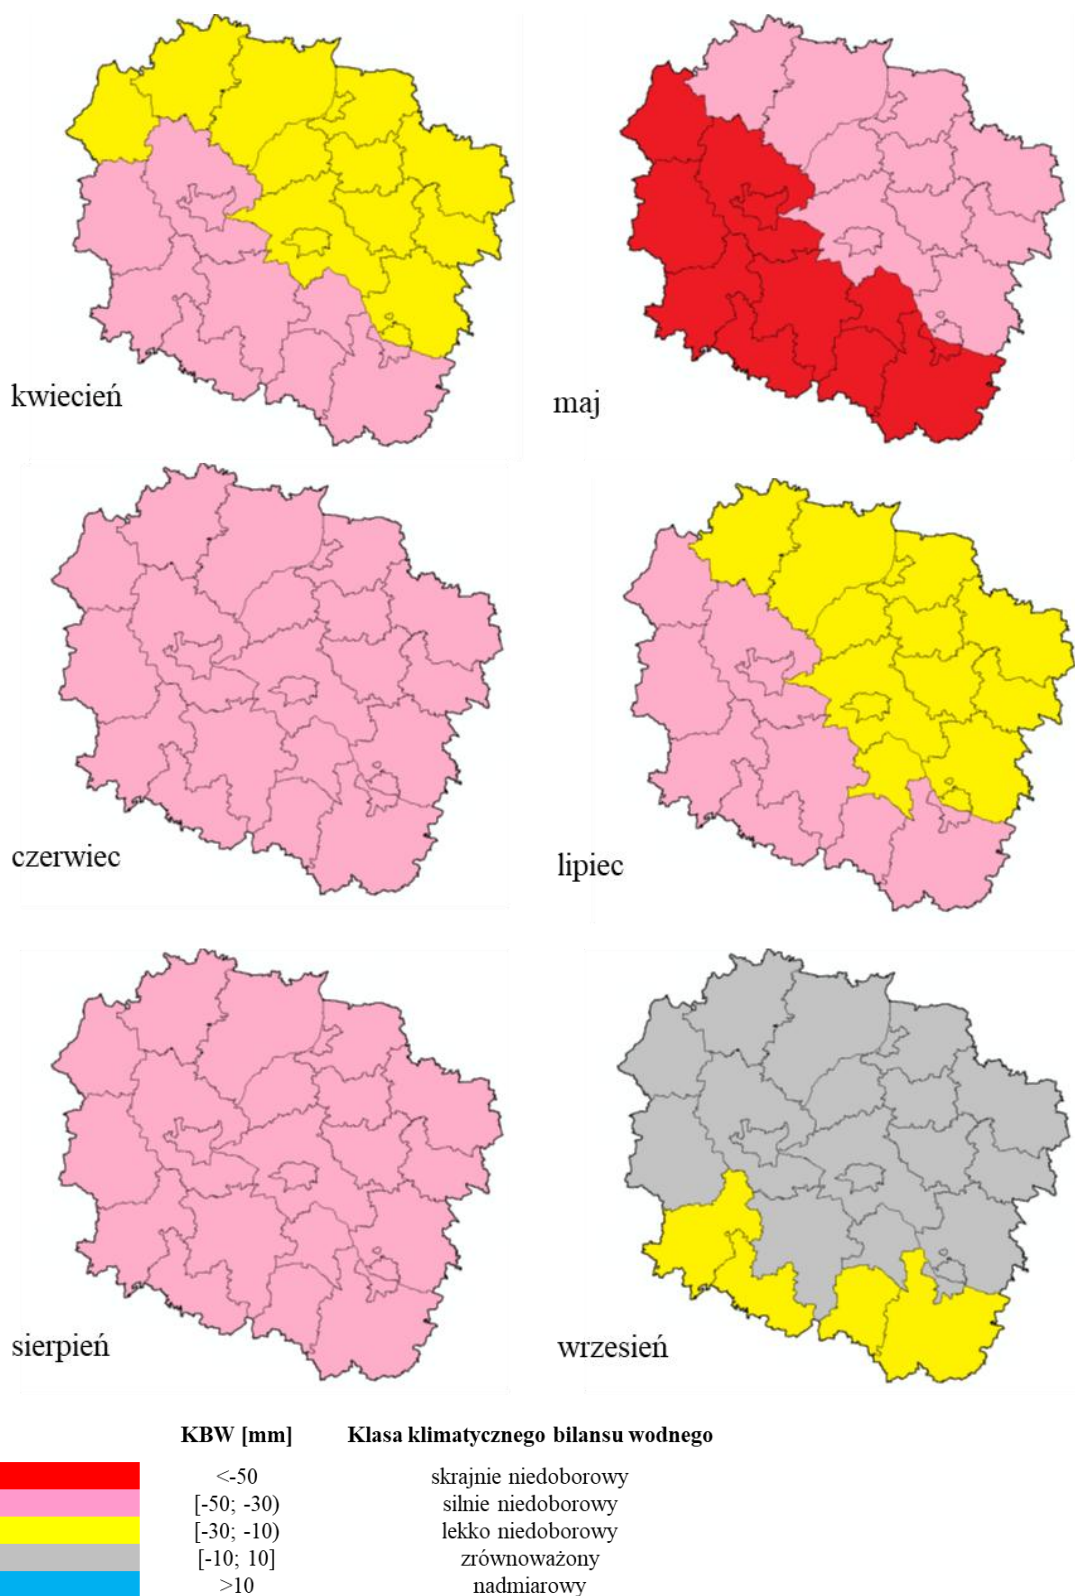 kwiecień
maj
czerwiec
lipiec
sierpień
wrzesień
KBW [mm] Klasa klimatycznego bilansu wodnego
<-50 skrajnie niedoborowy
[-50; -30) silnie niedoborowy
[-30; -10) lekko niedoborowy
[-10; 10] zrównoważony
>10 nadmiarowy